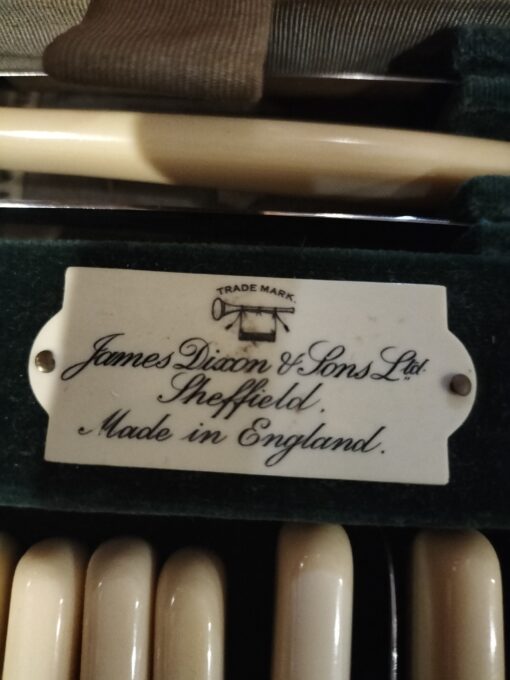 TRADE MARK.
James Dixon & Sons Ltd.
Sheffield.
Made in England.